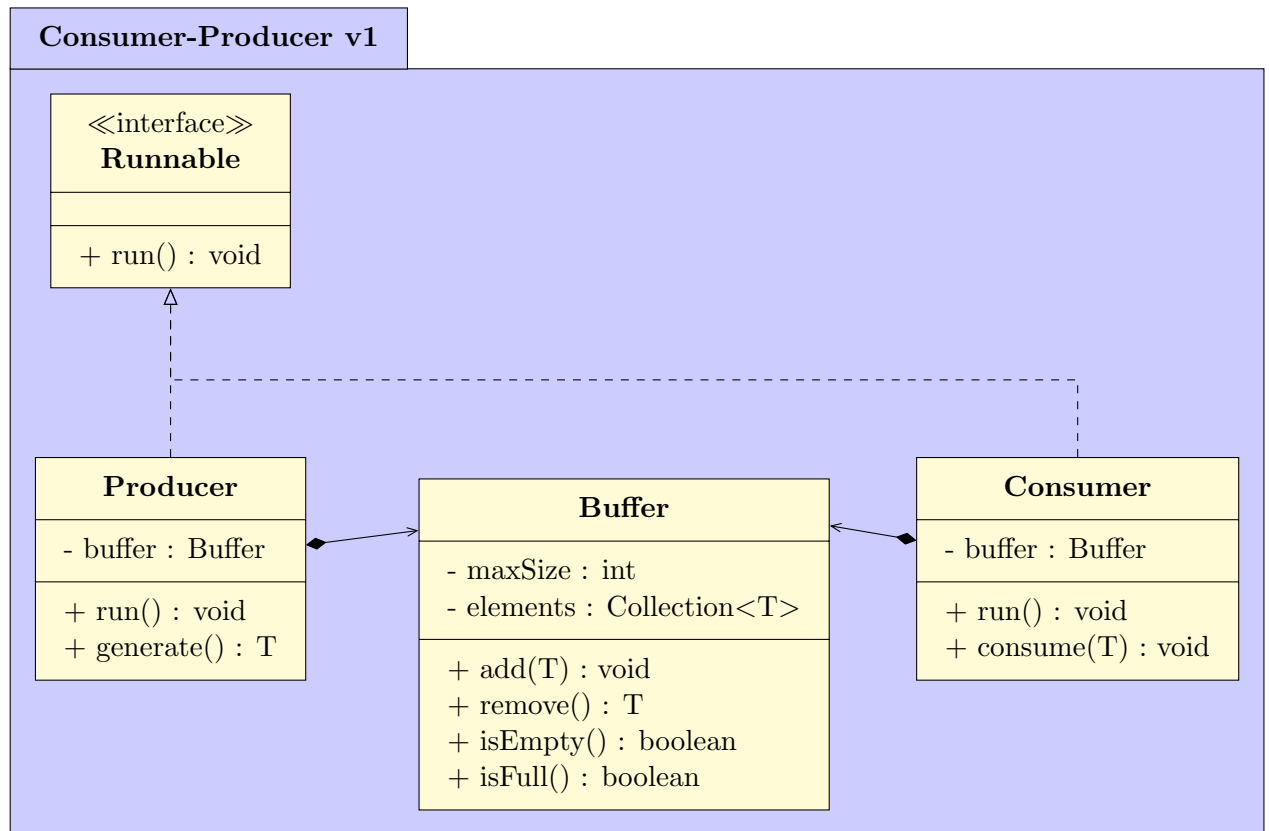 Consumer-Producer v1
≪interface≫
Runnable
+ run() : void
Producer
- buffer : Buffer
+ run() : void
+ generate() : T
Buffer
- maxSize : int
- elements : Collection<T>
+ add(T) : void
+ remove() : T
+ isEmpty() : boolean
+ isFull() : boolean
Consumer
- buffer : Buffer
+ run() : void
+ consume(T) : void